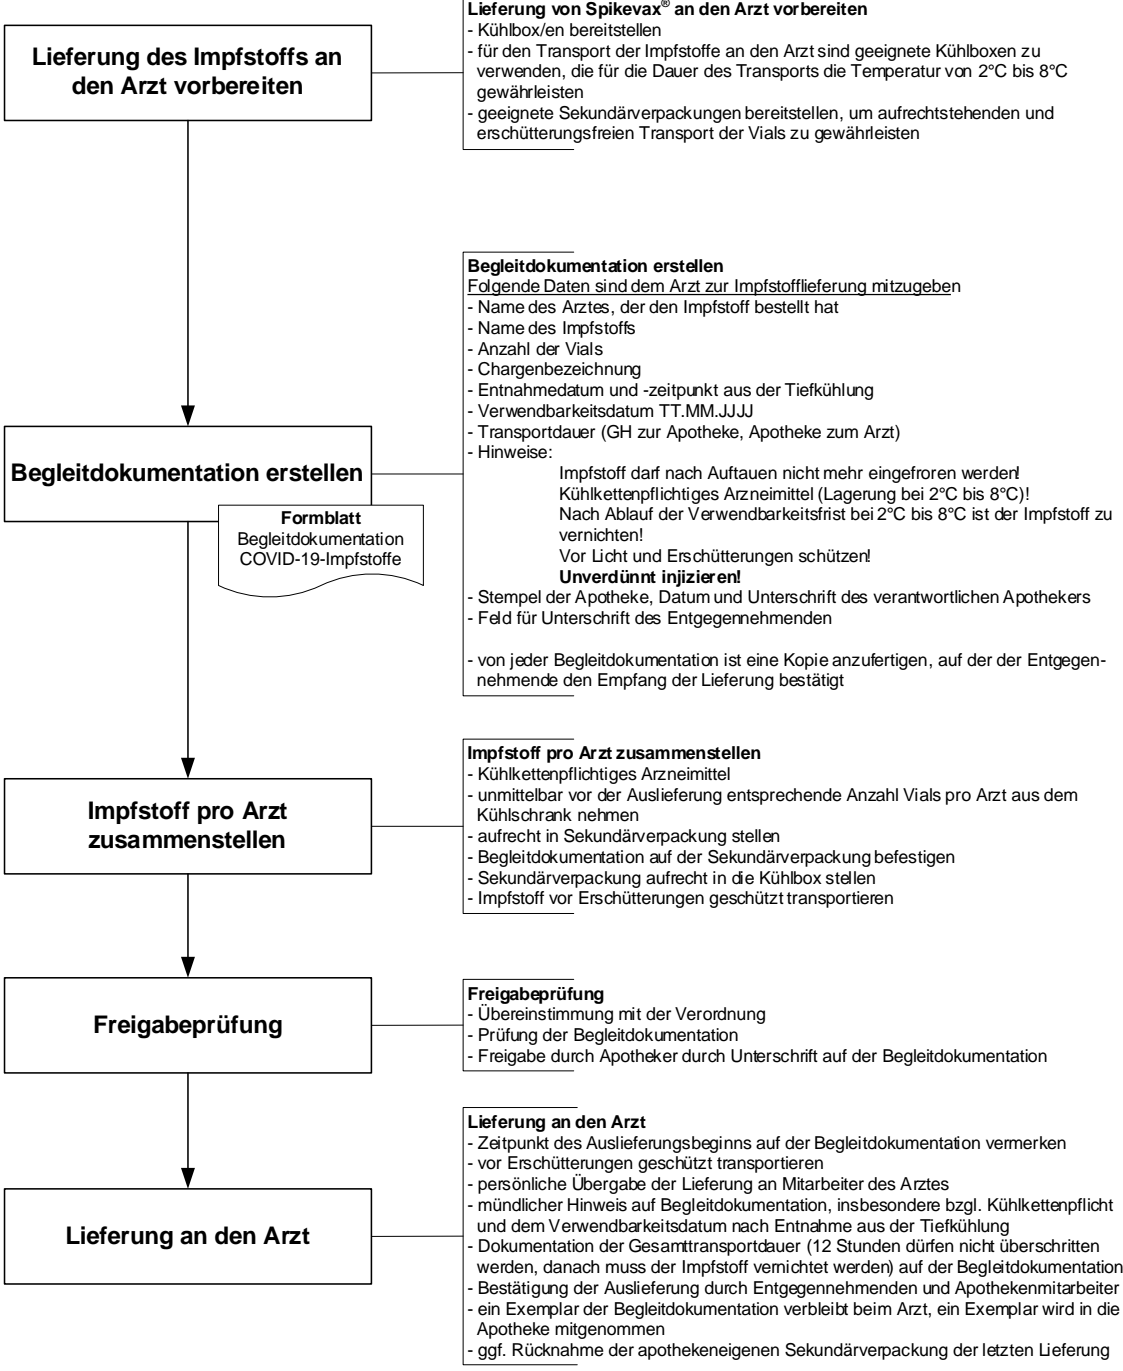 Lieferung des Impfstoffs an
den Arzt vorbereiten
Lieferung von Spikevax® an den Arzt vorbereiten
- Kühlbox/en bereitstellen
- für den Transport der Impfstoffe an den Arzt sind geeignete Kühlboxen zu
verwenden, die für die Dauer des Transports die Temperatur von 2°C bis 8°C
gewährleisten
- geeignete Sekundärverpackungen bereitstellen, um aufrechtstehenden und
erschütterungsfreien Transport der Vials zu gewährleisten
Begleitdokumentation erstellen
Formblatt
Begleitdokumentation
COVID-19-Impfstoffe
Begleitdokumentation erstellen
Folgende Daten sind dem Arzt zur Impfstofflieferung mitzugeben
- Name des Arztes, der den Impfstoff bestellt hat
- Name des Impfstoffs
- Anzahl der Vials
- Chargenbezeichnung
- Entnahmedatum und -zeitpunkt aus der Tiefkühlung
- Verwendbarkeitsdatum TT.MM.JJJJ
- Transportdauer (GH zur Apotheke, Apotheke zum Arzt)
- Hinweise:
Impfstoff darf nach Auftauen nicht mehr eingefroren werden!
Kühlkettenpflichtiges Arzneimittel (Lagerung bei 2°C bis 8°C)!
Nach Ablauf der Verwendbarkeitsfrist bei 2°C bis 8°C ist der Impfstoff zu
vernichten!
Vor Licht und Erschütterungen schützen!
Unverdünnt injizieren!
- Stempel der Apotheke, Datum und Unterschrift des verantwortlichen Apothekers
- Feld für Unterschrift des Entgegennehmenden
- von jeder Begleitdokumentation ist eine Kopie anzufertigen, auf der der Entgegen-
nehmende den Empfang der Lieferung bestätigt
Impfstoff pro Arzt
zusammenstellen
Impfstoff pro Arzt zusammenstellen
- Kühlkettenpflichtiges Arzneimittel
- unmittelbar vor der Auslieferung entsprechende Anzahl Vials pro Arzt aus dem
Kühlschrank nehmen
- aufrecht in Sekundärverpackung stellen
- Begleitdokumentation auf der Sekundärverpackung befestigen
- Sekundärverpackung aufrecht in die Kühlbox stellen
- Impfstoff vor Erschütterungen geschützt transportieren
Freigabeprüfung
Freigabeprüfung
- Übereinstimmung mit der Verordnung
- Prüfung der Begleitdokumentation
- Freigabe durch Apotheker durch Unterschrift auf der Begleitdokumentation
Lieferung an den Arzt
Lieferung an den Arzt
- Zeitpunkt des Auslieferungsbeginns auf der Begleitdokumentation vermerken
- vor Erschütterungen geschützt transportieren
- persönliche Übergabe der Lieferung an Mitarbeiter des Arztes
- mündlicher Hinweis auf Begleitdokumentation, insbesondere bzgl. Kühlkettenpflicht
und dem Verwendbarkeitsdatum nach Entnahme aus der Tiefkühlung
- Dokumentation der Gesamttransportdauer (12 Stunden dürfen nicht überschritten
werden, danach muss der Impfstoff vernichtet werden) auf der Begleitdokumentation
- Bestätigung der Auslieferung durch Entgegennehmenden und Apothekenmitarbeiter
- ein Exemplar der Begleitdokumentation verbleibt beim Arzt, ein Exemplar wird in die
Apotheke mitgenommen
- ggf. Rücknahme der apothekeneigenen Sekundärverpackung der letzten Lieferung